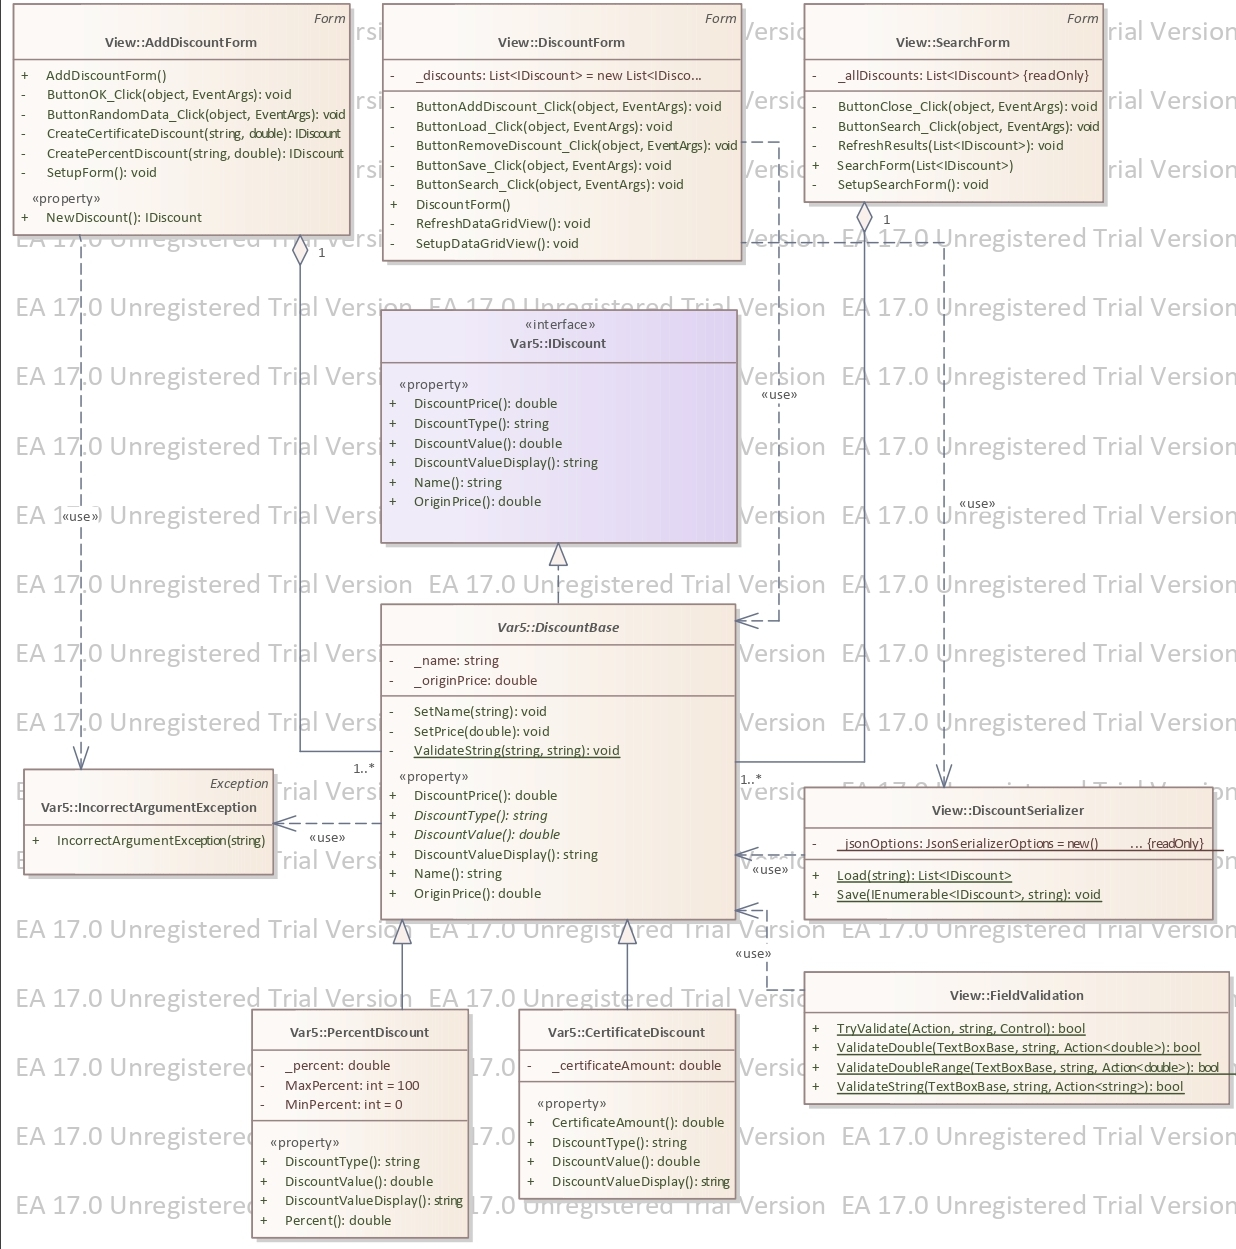 Form
View::AddDiscountForm
+ AddDiscountForm()
- ButtonOK_Click(object, EventArgs): void
- ButtonRandomData_Click(object, EventArgs): void
- CreateCertificateDiscount(string, double): IDiscount
- CreatePercentDiscount(string, double): IDiscount
- SetupForm(): void
«property»
+ NewDiscount(): IDiscount
Form
View::DiscountForm
- _discounts: List<IDiscount> = new List<IDisco...
- ButtonAddDiscount_Click(object, EventArgs): void
- ButtonLoad_Click(object, EventArgs): void
- ButtonRemoveDiscount_Click(object, EventArgs): void
- ButtonSave_Click(object, EventArgs): void
- ButtonSearch_Click(object, EventArgs): void
+ DiscountForm()
- RefreshDataGridView(): void
- SetupDataGridView(): void
Form
View::SearchForm
- _allDiscounts: List<IDiscount> {readOnly}
- ButtonClose_Click(object, EventArgs): void
- ButtonSearch_Click(object, EventArgs): void
- RefreshResults(List<IDiscount>): void
+ SearchForm(List<IDiscount>)
- SetupSearchForm(): void
1
1
«interface»
Var5::IDiscount
«property»
+ DiscountPrice(): double
+ DiscountType(): string
+ DiscountValue(): double
+ DiscountValueDisplay(): string
+ Name(): string
+ OriginPrice(): double
«use»
«use»
«use»
Var5::DiscountBase
- _name: string
- _originPrice: double
- SetName(string): void
- SetPrice(double): void
- ValidateString(string, string): void
«property»
+ DiscountPrice(): double
+ DiscountType(): string
+ DiscountValue(): double
+ DiscountValueDisplay(): string
+ Name(): string
+ OriginPrice(): double
1..*
1..*
Exception
Var5::IncorrectArgumentException
+ IncorrectArgumentException(string)
«use»
View::DiscountSerializer
- _jsonOptions: JsonSerializerOptions = new() ... {readOnly}
+ Load(string): List<IDiscount>
+ Save(IEnumerable<IDiscount>, string): void
«use»
«use»
View::FieldValidation
+ TryValidate(Action, string, Control): bool
+ ValidateDouble(TextBoxBase, string, Action<double>): bool
+ ValidateDoubleRange(TextBoxBase, string, Action<double>): bool
+ ValidateString(TextBoxBase, string, Action<string>): bool
Var5::PercentDiscount
- _percent: double
- MaxPercent: int = 100
- MinPercent: int = 0
«property»
+ DiscountType(): string
+ DiscountValue(): double
+ DiscountValueDisplay(): string
+ Percent(): double
Var5::CertificateDiscount
- _certificateAmount: double
«property»
+ CertificateAmount(): double
+ DiscountType(): string
+ DiscountValue(): double
+ DiscountValueDisplay(): string
EA 17.0 Unregistered Trial Version